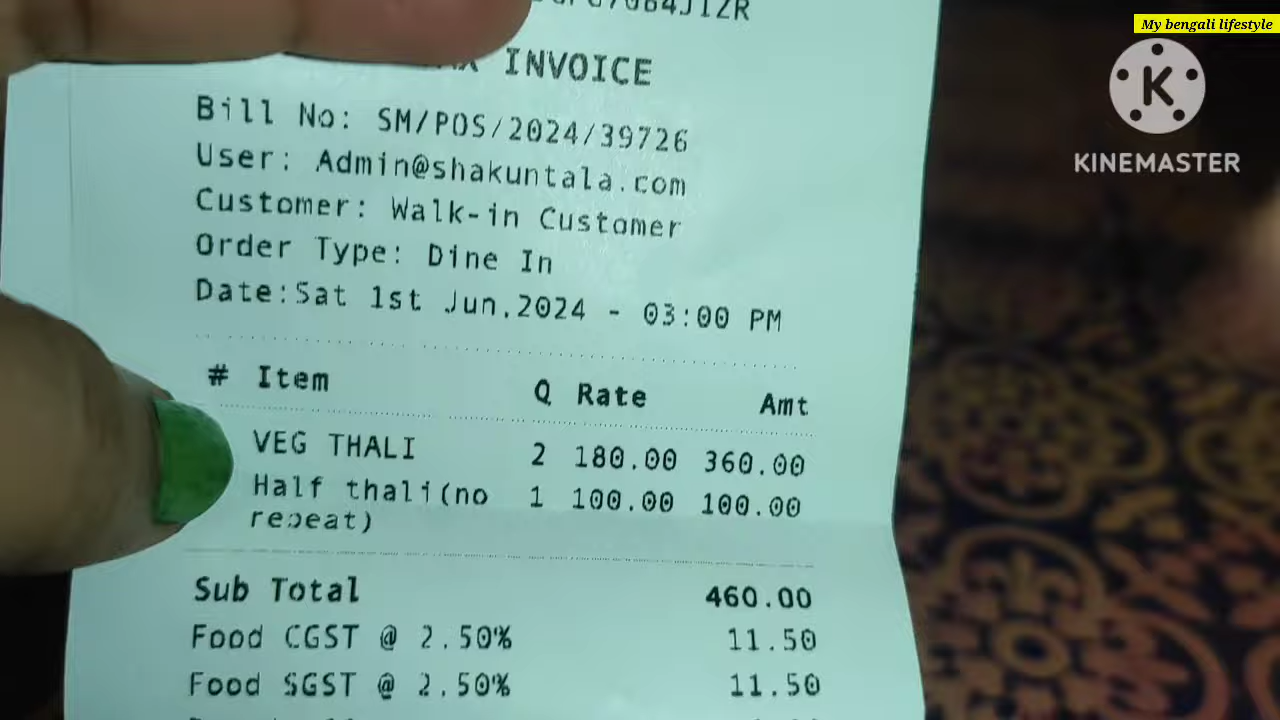 My bengali lifestyle
K
KINEMASTER
INVOICE
Bill No: SM/POS/2024/39726
User: Admin@shakuntala.com
Customer: Walk-in Customer
Order Type: Dine In
Date:Sat 1st Jun,2024 - 03:00 PM
# Item Q Rate Amt
VEG THALI 2 180.00 360.00
Half thali(no 1 100.00 100.00
repeat)
Sub Total 460.00
Food CGST @ 2.50% 11.50
Food SGST @ 2.50% 11.50